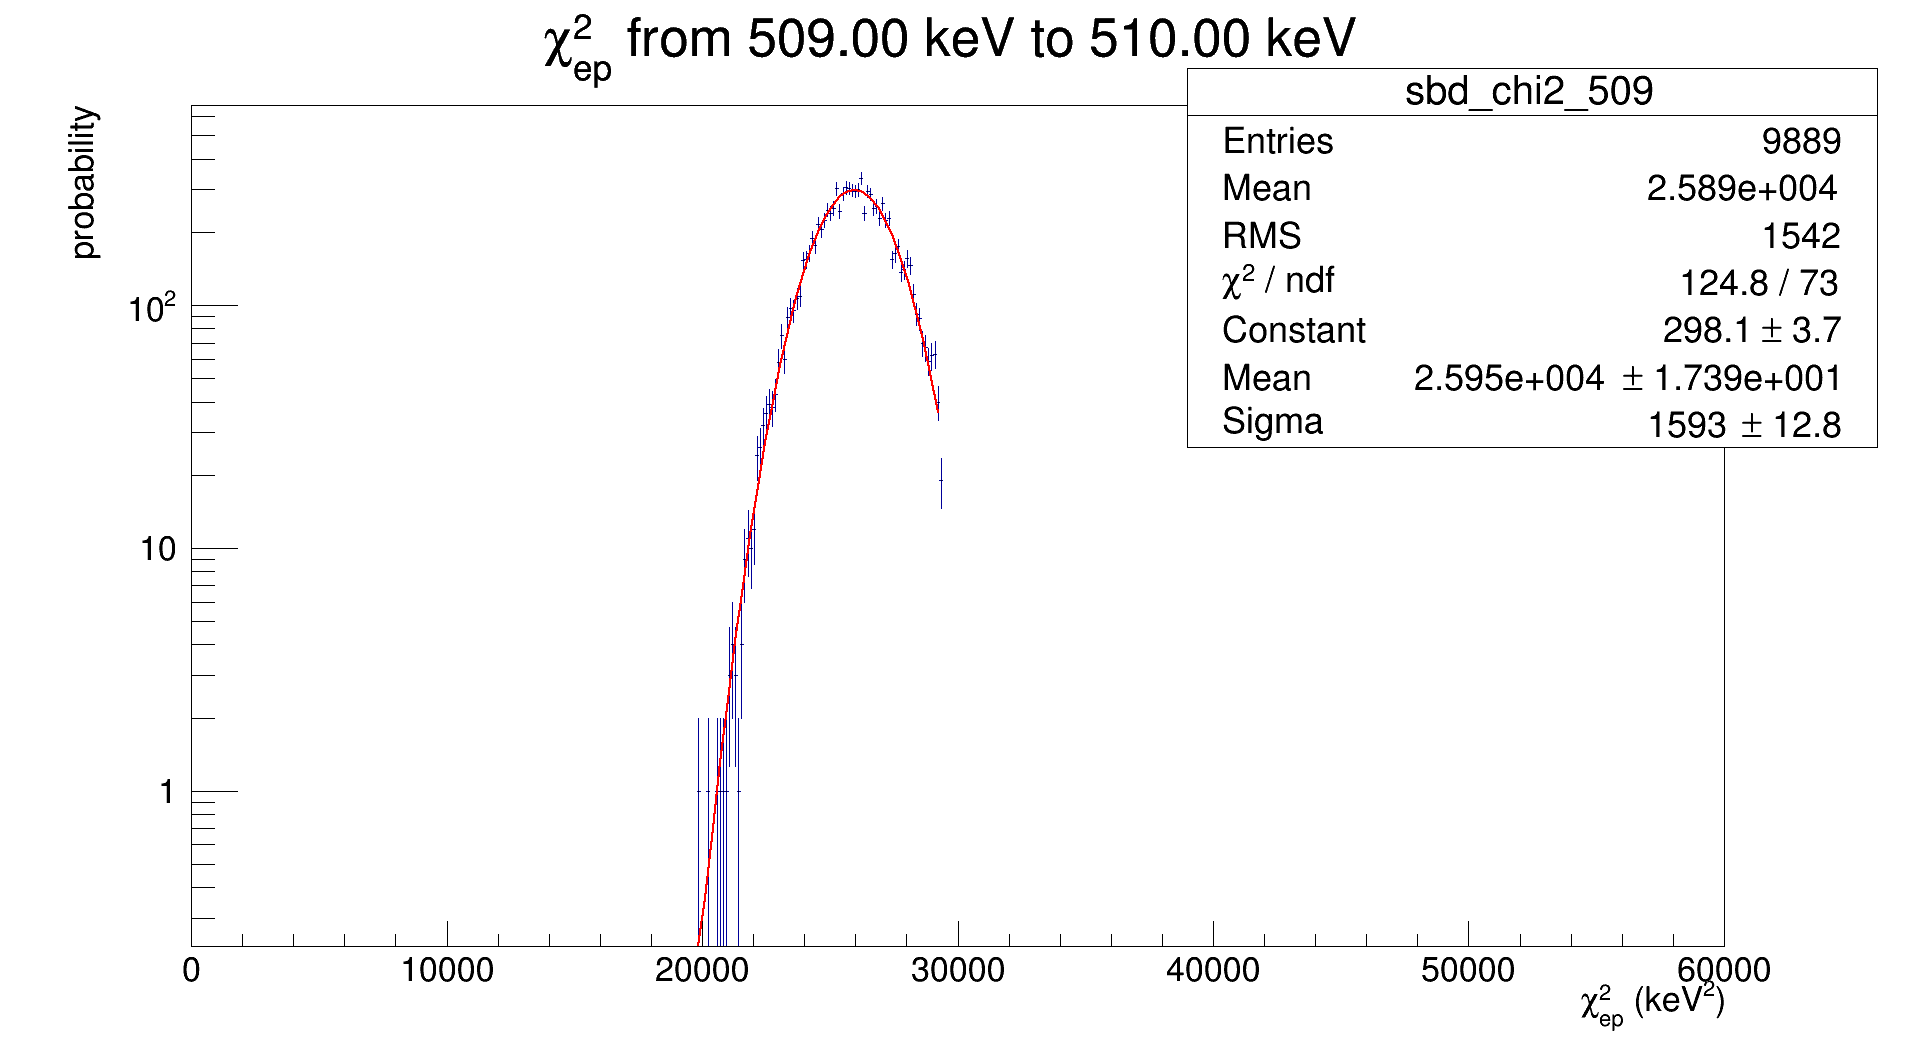 χ²ep from 509.00 keV to 510.00 keV
probability
sbd_chi2_509
Entries 9889
Mean 2.589e+004
RMS 1542
χ² / ndf 124.8 / 73
Constant 298.1 ± 3.7
Mean 2.595e+004 ± 1.739e+001
Sigma 1593 ± 12.8
10²
10
1
0 10000 20000 30000 40000 50000 60000
χ²ep (keV²)